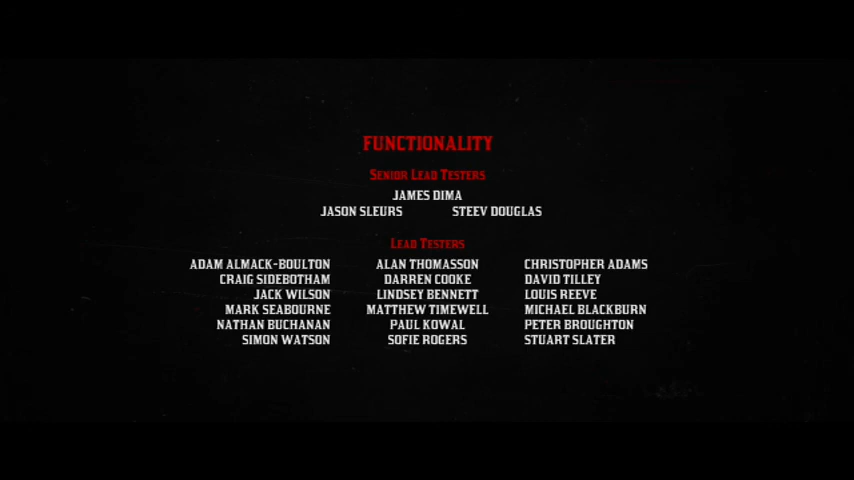 FUNCTIONALITY
SENIOR LEAD TESTERS
JAMES DIMA
JASON SLEURS STEEV DOUGLAS
LEAD TESTERS
ADAM ALMACK-BOULTON ALAN THOMASSON CHRISTOPHER ADAMS
CRAIG SIDEBOTHAM DARREN COOKE DAVID TILLEY
JACK WILSON LINDSEY BENNETT LOUIS REEVE
MARK SEABOURNE MATTHEW TIMEWELL MICHAEL BLACKBURN
NATHAN BUCHANAN PAUL KOWAL PETER BROUGHTON
SIMON WATSON SOFIE ROGERS STUART SLATER